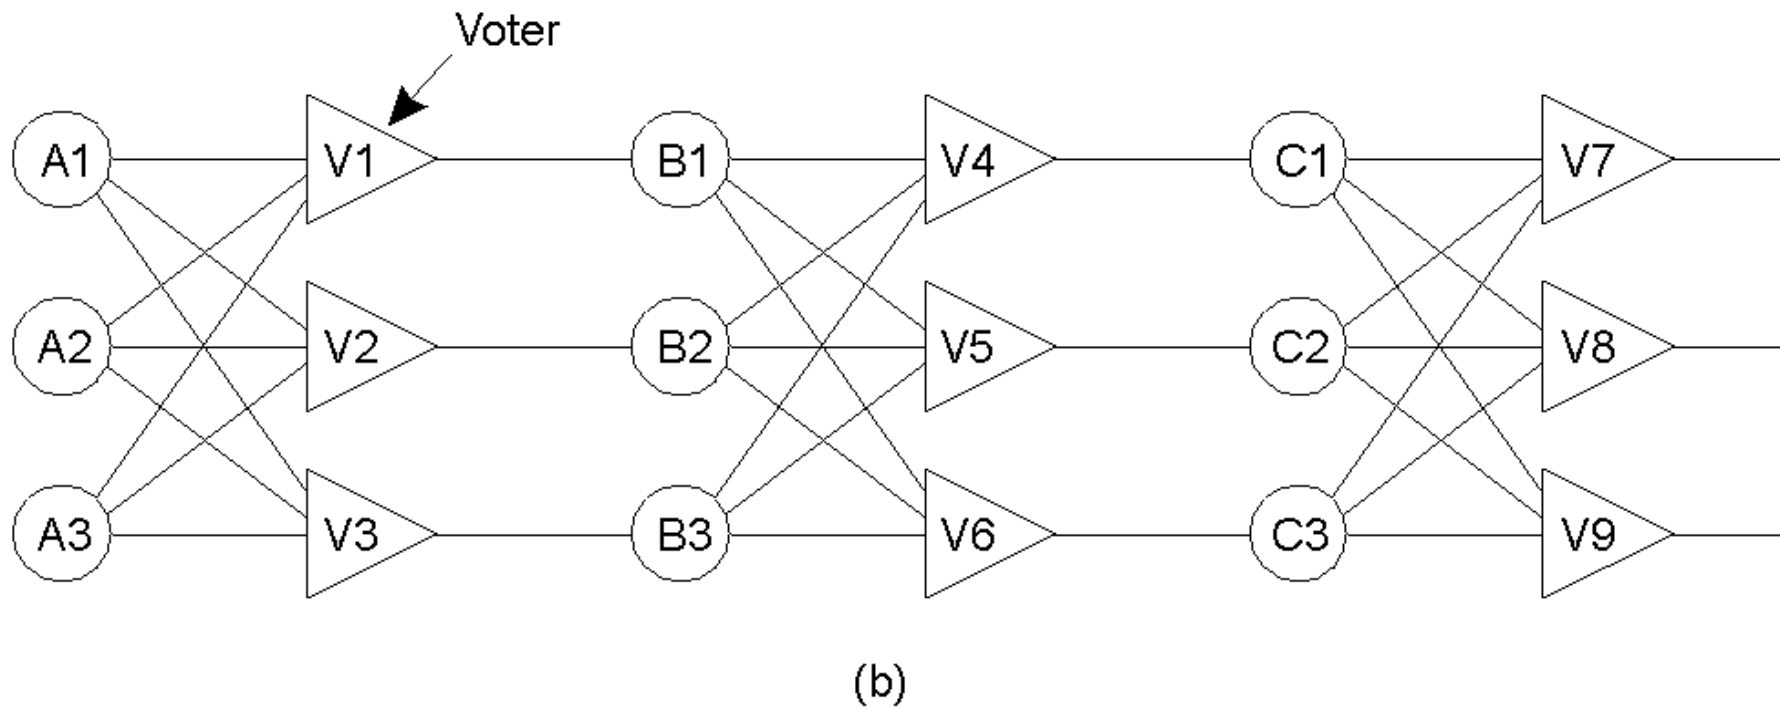 Voter
A1 V1 B1 V4 C1 V7
A2 V2 B2 V5 C2 V8
A3 V3 B3 V6 C3 V9
(b)